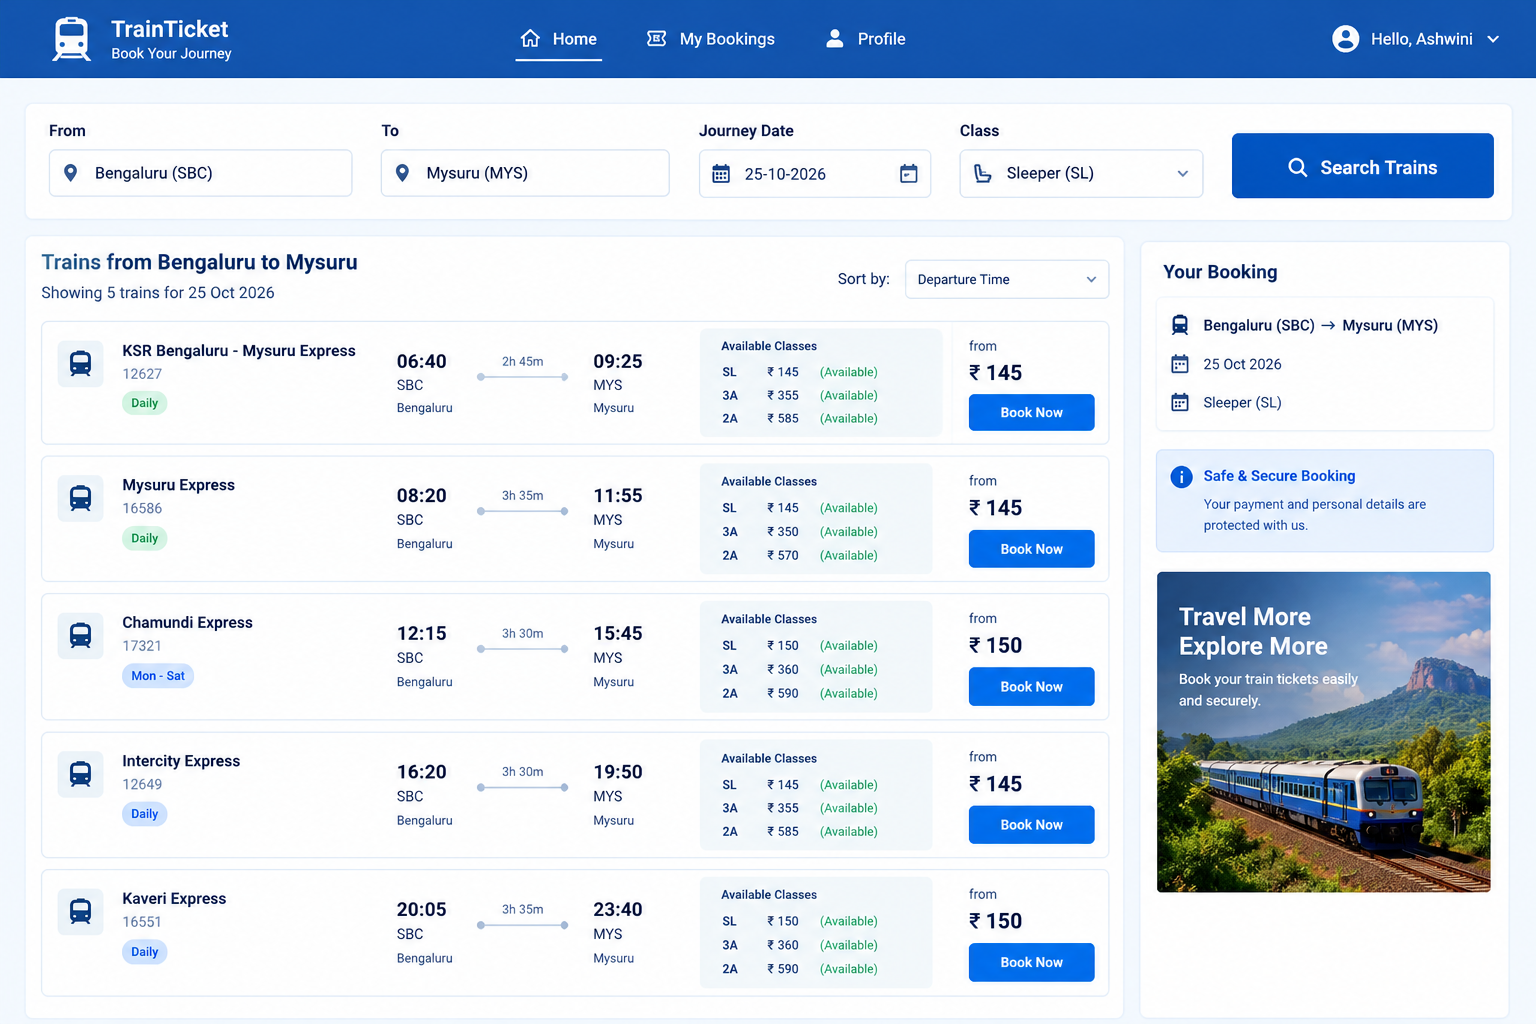 TrainTicket
Book Your Journey
Home
My Bookings
Profile
Hello, Ashwini
From
To
Journey Date
Class
Bengaluru (SBC)
Mysuru (MYS)
25-10-2026
Sleeper (SL)
Search Trains
Trains from Bengaluru to Mysuru
Showing 5 trains for 25 Oct 2026
Sort by:
Departure Time
KSR Bengaluru - Mysuru Express
12627
Daily
06:40
SBC
Bengaluru
2h 45m
09:25
MYS
Mysuru
Available Classes
SL ₹ 145 (Available)
3A ₹ 355 (Available)
2A ₹ 585 (Available)
from
₹ 145
Book Now
Mysuru Express
16586
Daily
08:20
SBC
Bengaluru
3h 35m
11:55
MYS
Mysuru
Available Classes
SL ₹ 145 (Available)
3A ₹ 350 (Available)
2A ₹ 570 (Available)
from
₹ 145
Book Now
Chamundi Express
17321
Mon - Sat
12:15
SBC
Bengaluru
3h 30m
15:45
MYS
Mysuru
Available Classes
SL ₹ 150 (Available)
3A ₹ 360 (Available)
2A ₹ 590 (Available)
from
₹ 150
Book Now
Intercity Express
12649
Daily
16:20
SBC
Bengaluru
3h 30m
19:50
MYS
Mysuru
Available Classes
SL ₹ 145 (Available)
3A ₹ 355 (Available)
2A ₹ 585 (Available)
from
₹ 145
Book Now
Kaveri Express
16551
Daily
20:05
SBC
Bengaluru
3h 35m
23:40
MYS
Mysuru
Available Classes
SL ₹ 150 (Available)
3A ₹ 360 (Available)
2A ₹ 590 (Available)
from
₹ 150
Book Now
Your Booking
Bengaluru (SBC) → Mysuru (MYS)
25 Oct 2026
Sleeper (SL)
Safe & Secure Booking
Your payment and personal details are
protected with us.
Travel More
Explore More
Book your train tickets easily
and securely.